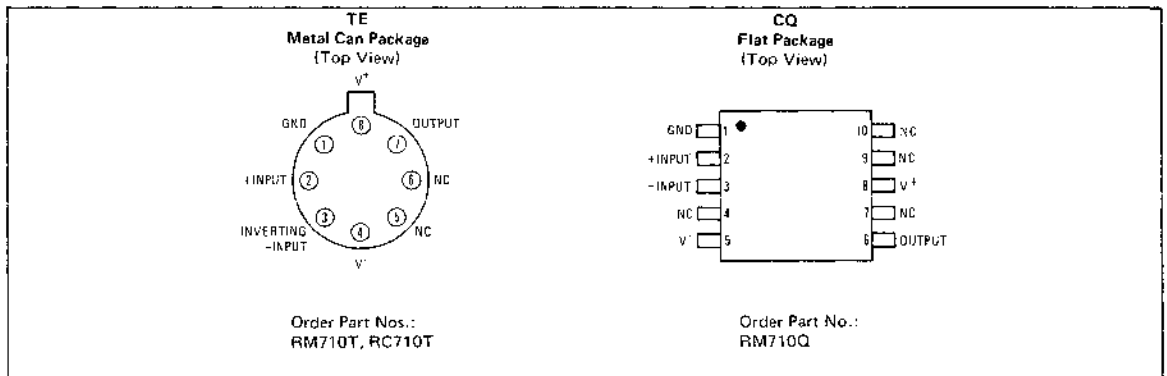 TE
Metal Can Package
(Top View)
V+
GND
8
OUTPUT
1
7
+INPUT
2
6
NC
3
5
INVERTING
-INPUT
4
NC
V-
Order Part Nos.:
RM710T, RC710T
CQ
Flat Package
(Top View)
GND 1
10 NC
+INPUT 2
9 NC
-INPUT 3
8 V+
NC 4
7 NC
V- 5
6 OUTPUT
Order Part No.:
RM710Q